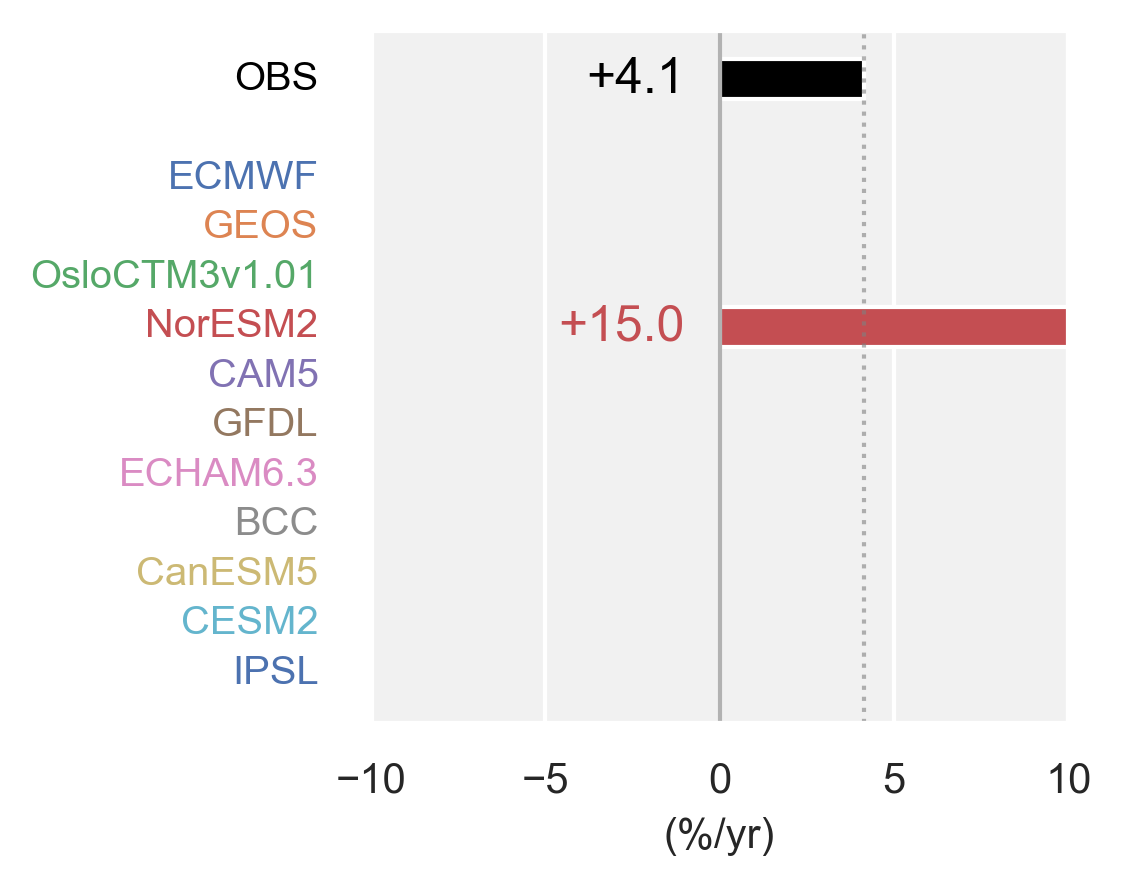 OBS +4.1
ECMWF
GEOS
OsloCTM3v1.01
NorESM2 +15.0
CAM5
GFDL
ECHAM6.3
BCC
CanESM5
CESM2
IPSL
−10 −5 0 5 10
(%/yr)